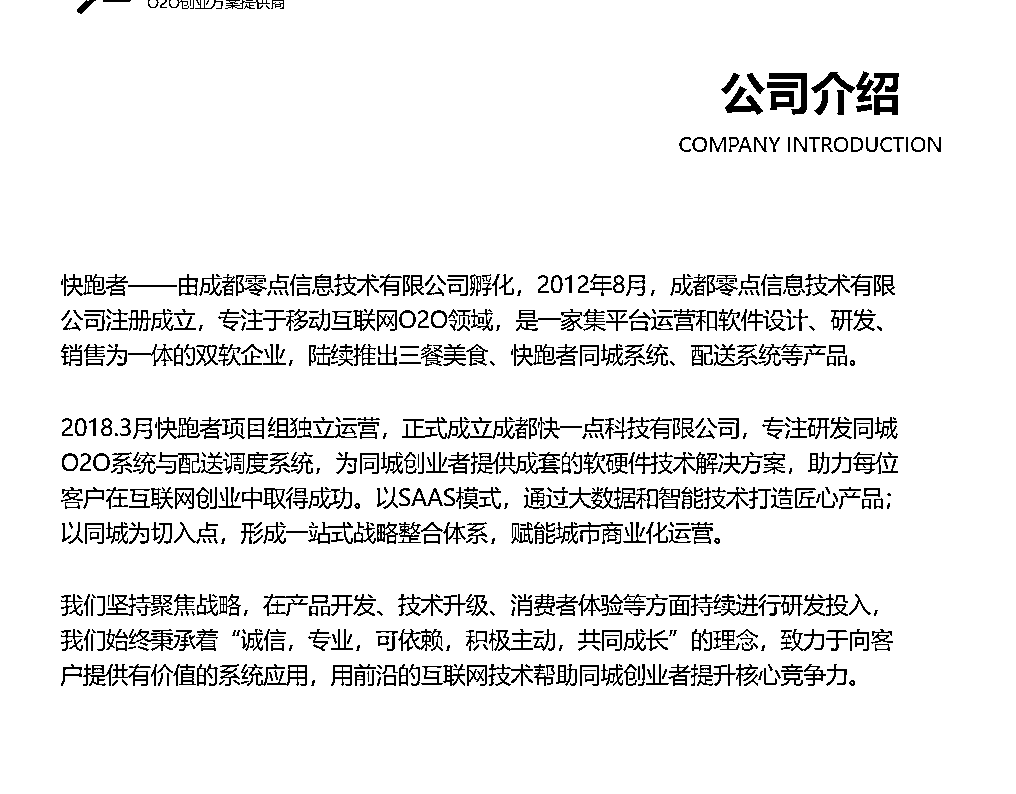 O2O创业方案提供商
公司介绍
COMPANY INTRODUCTION
快跑者——由成都零点信息技术有限公司孵化，2012年8月，成都零点信息技术有限
公司注册成立，专注于移动互联网O2O领域，是一家集平台运营和软件设计、研发、
销售为一体的双软企业，陆续推出三餐美食、快跑者同城系统、配送系统等产品。
2018.3月快跑者项目组独立运营，正式成立成都快一点科技有限公司，专注研发同城
O2O系统与配送调度系统，为同城创业者提供成套的软硬件技术解决方案，助力每位
客户在互联网创业中取得成功。以SAAS模式，通过大数据和智能技术打造匠心产品；
以同城为切入点，形成一站式战略整合体系，赋能城市商业化运营。
我们坚持聚焦战略，在产品开发、技术升级、消费者体验等方面持续进行研发投入，
我们始终秉承着“诚信，专业，可依赖，积极主动，共同成长”的理念，致力于向客
户提供有价值的系统应用，用前沿的互联网技术帮助同城创业者提升核心竞争力。